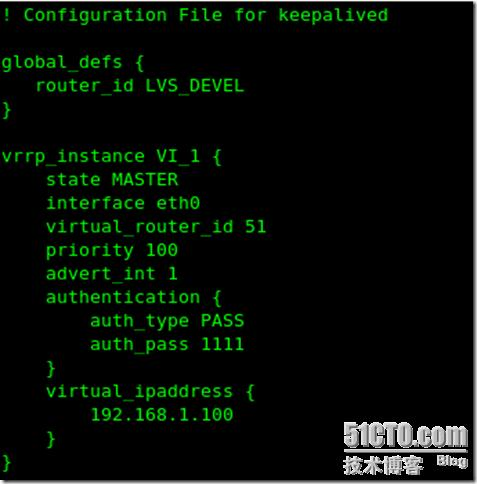 ! Configuration File for keepalived
global_defs {
router_id LVS_DEVEL
}
vrrp_instance VI_1 {
state MASTER
interface eth0
virtual_router_id 51
priority 100
advert_int 1
authentication {
auth_type PASS
auth_pass 1111
}
virtual_ipaddress {
192.168.1.100
}
}
51CTO.com
技术博客 Blog